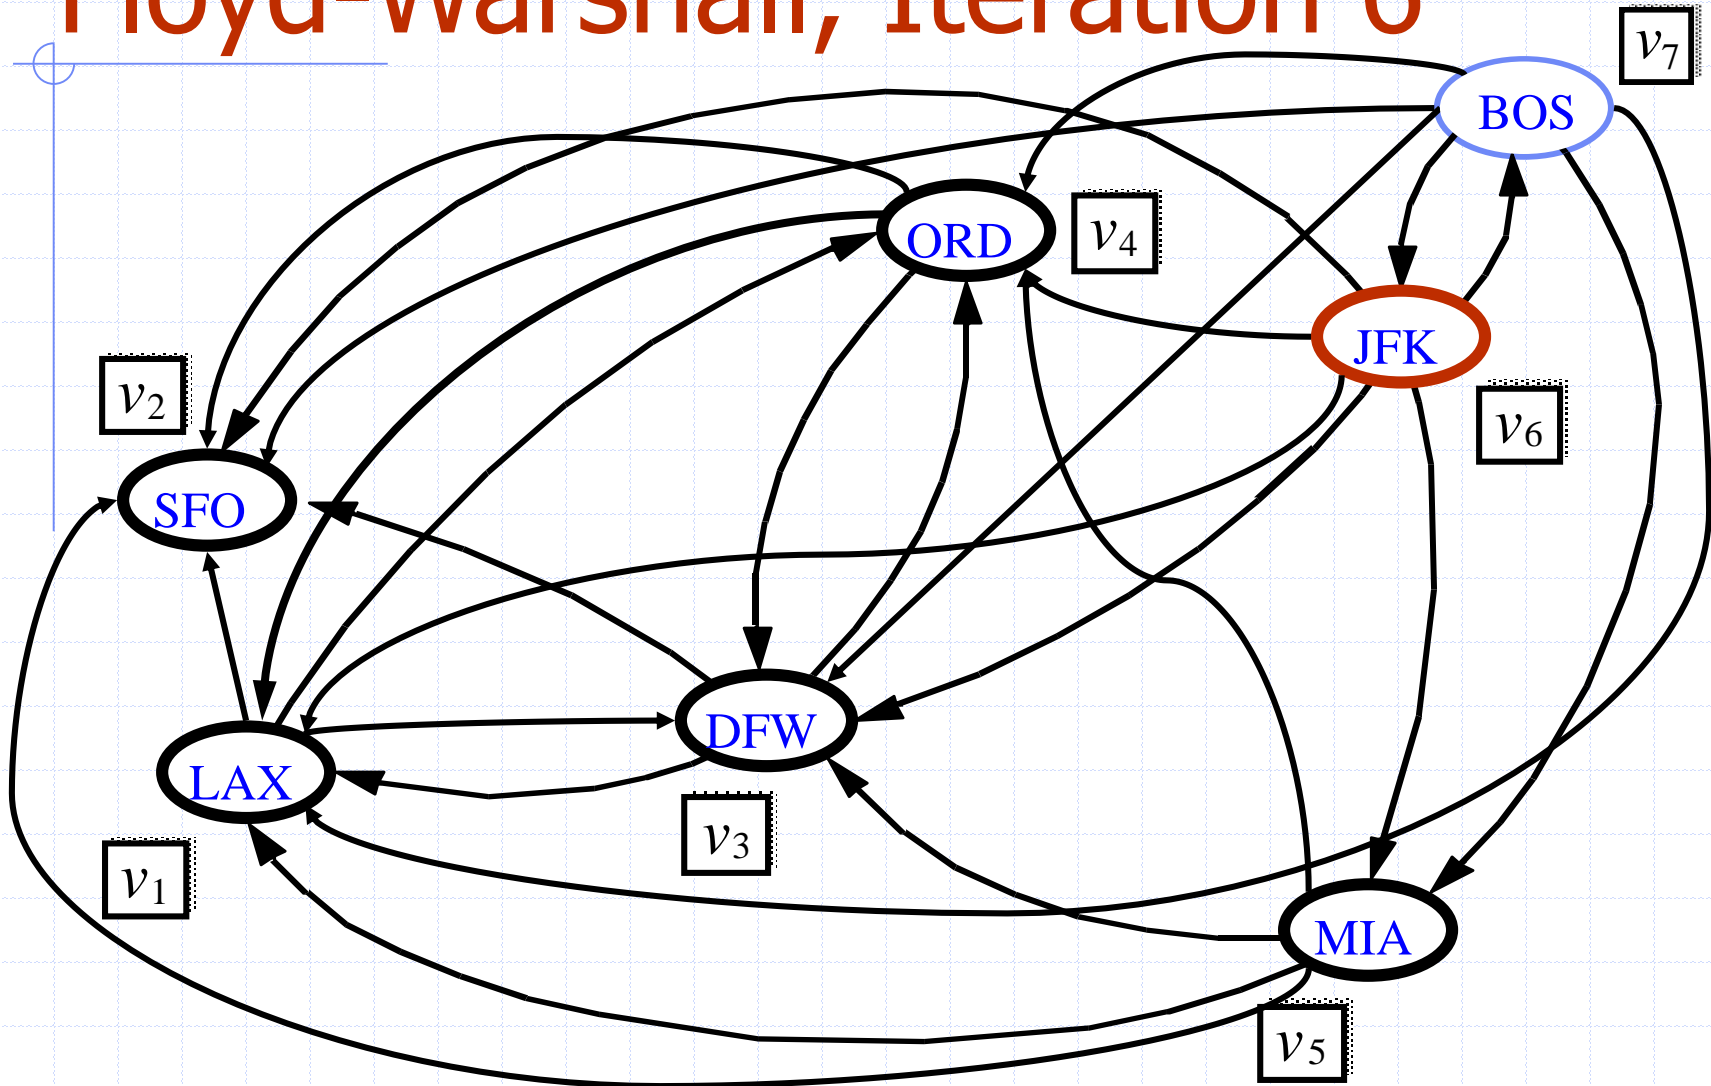 Floyd-Warshall, Iteration 6
v7
BOS
ORD
v4
JFK
v2
v6
SFO
DFW
LAX
v3
v1
MIA
v5